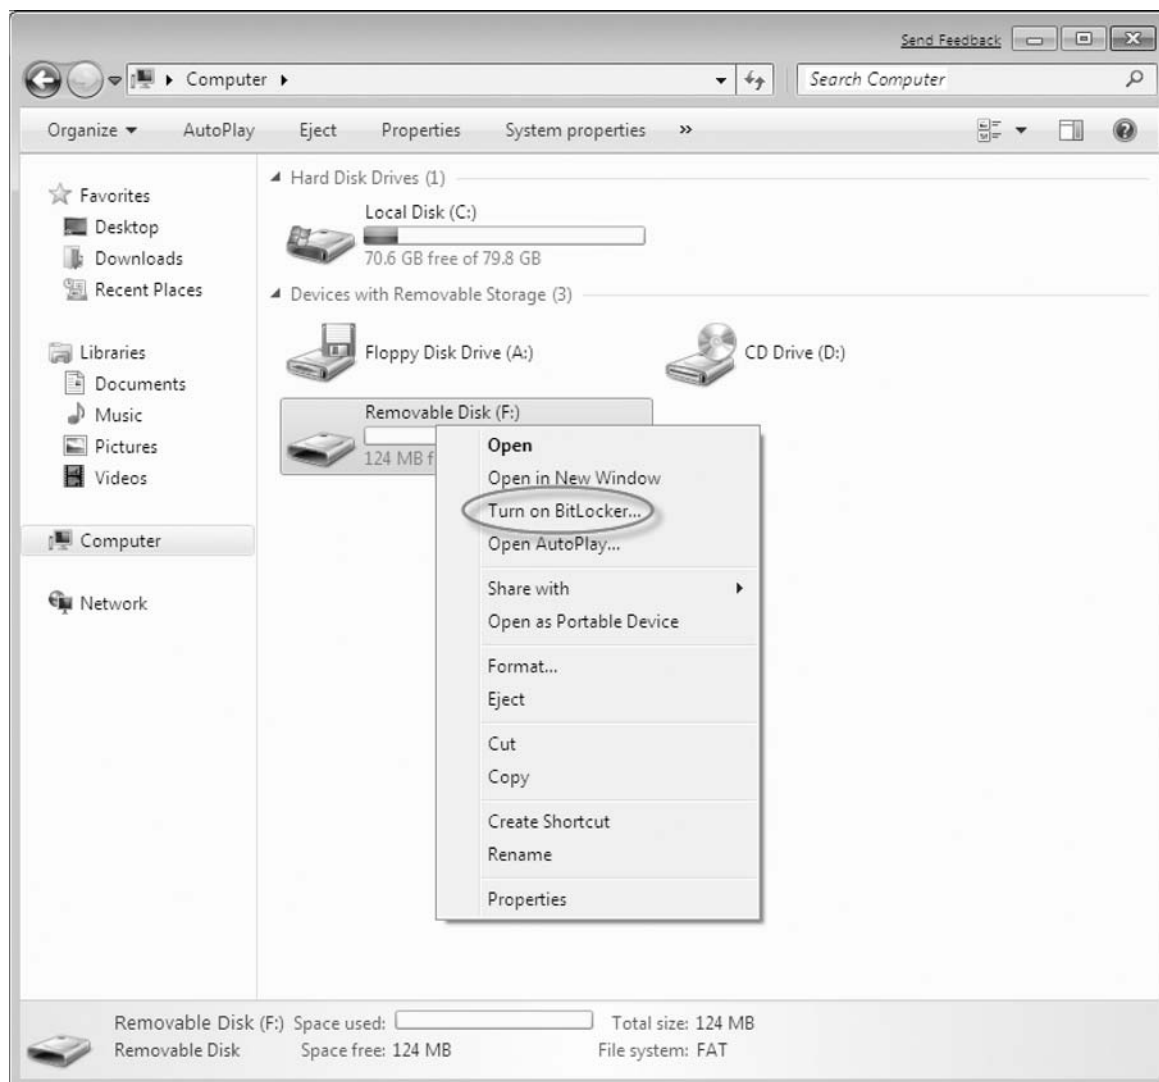 Send Feedback
Computer
Search Computer
Organize AutoPlay Eject Properties System properties »
Favorites
Desktop
Downloads
Recent Places
Libraries
Documents
Music
Pictures
Videos
Computer
Network
Hard Disk Drives (1)
Local Disk (C:)
70.6 GB free of 79.8 GB
Devices with Removable Storage (3)
Floppy Disk Drive (A:)
CD Drive (D:)
Removable Disk (F:)
124 MB f
Open
Open in New Window
Turn on BitLocker...
Open AutoPlay...
Share with
Open as Portable Device
Format...
Eject
Cut
Copy
Create Shortcut
Rename
Properties
Removable Disk (F:) Space used: Total size: 124 MB
Removable Disk Space free: 124 MB File system: FAT